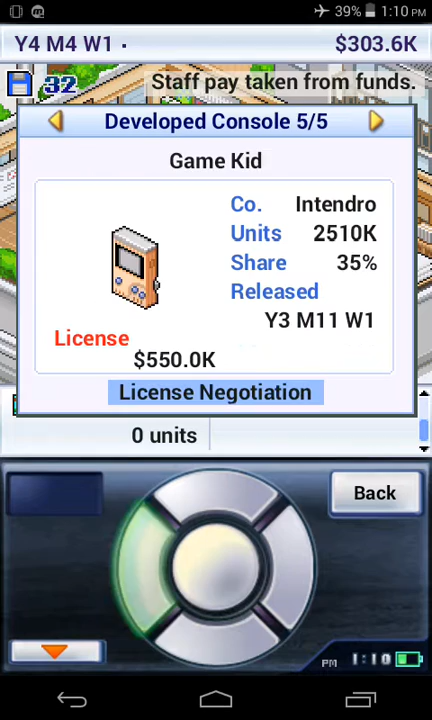 39% 1:10 PM
Y4 M4 W1 · $303.6K
32 Staff pay taken from funds.
Developed Console 5/5
Game Kid
Co. Intendro
Units 2510K
Share 35%
Released
Y3 M11 W1
License
$550.0K
License Negotiation
0 units
Back
PM 1:10